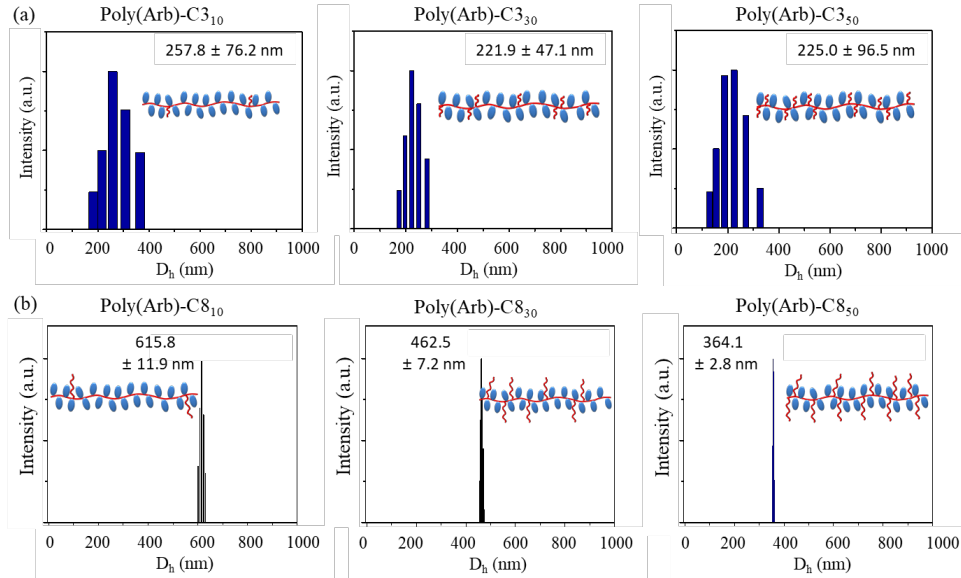 (a)
Poly(Arb)-C3₁₀
Poly(Arb)-C3₃₀
Poly(Arb)-C3₅₀
257.8 ± 76.2 nm
221.9 ± 47.1 nm
225.0 ± 96.5 nm
Intensity (a.u.)
Intensity (a.u.)
Intensity (a.u.)
0 200 400 600 800 1000
0 200 400 600 800 1000
0 200 400 600 800 1000
Dₕ (nm)
Dₕ (nm)
Dₕ (nm)
(b)
Poly(Arb)-C8₁₀
Poly(Arb)-C8₃₀
Poly(Arb)-C8₅₀
615.8
± 11.9 nm
462.5
± 7.2 nm
364.1
± 2.8 nm
Intensity (a.u.)
Intensity (a.u.)
Intensity (a.u.)
0 200 400 600 800 1000
0 200 400 600 800 1000
0 200 400 600 800 1000
Dₕ (nm)
Dₕ (nm)
Dₕ (nm)